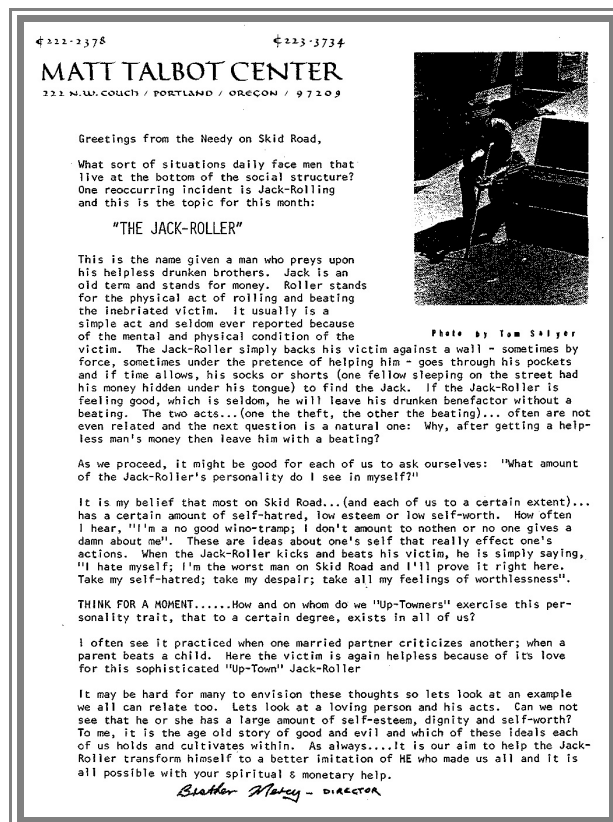 ¢222-2378 ¢223-3734
MATT TALBOT CENTER
222 N.W. COUCH / PORTLAND / OREGON / 97209
Greetings from the Needy on Skid Road,
What sort of situations daily face men that
live at the bottom of the social structure?
One reoccurring incident is Jack-Rolling
and this is the topic for this month:
"THE JACK-ROLLER"
This is the name given a man who preys upon
his helpless drunken brothers. Jack is an
old term and stands for money. Roller stands
for the physical act of rolling and beating
the inebriated victim. It usually is a
simple act and seldom ever reported because
of the mental and physical condition of the
Photo by Tom Salyer
victim. The Jack-Roller simply backs his victim against a wall - sometimes by
force, sometimes under the pretence of helping him - goes through his pockets
and if time allows, his socks or shorts (one fellow sleeping on the street had
his money hidden under his tongue) to find the Jack. If the Jack-Roller is
feeling good, which is seldom, he will leave his drunken benefactor without a
beating. The two acts...(one the theft, the other the beating)... often are not
even related and the next question is a natural one: Why, after getting a help-
less man's money then leave him with a beating?
As we proceed, it might be good for each of us to ask ourselves: "What amount
of the Jack-Roller's personality do I see in myself?"
It is my belief that most on Skid Road...(and each of us to a certain extent)...
has a certain amount of self-hatred, low esteem or low self-worth. How often
I hear, "I'm a no good wino-tramp; I don't amount to nothen or no one gives a
damn about me". These are ideas about one's self that really effect one's
actions. When the Jack-Roller kicks and beats his victim, he is simply saying,
"I hate myself; I'm the worst man on Skid Road and I'll prove it right here.
Take my self-hatred; take my despair; take all my feelings of worthlessness".
THINK FOR A MOMENT......How and on whom do we "Up-Towners" exercise this per-
sonality trait, that to a certain degree, exists in all of us?
I often see it practiced when one married partner criticizes another; when a
parent beats a child. Here the victim is again helpless because of it's love
for this sophisticated "Up-Town" Jack-Roller
It may be hard for many to envision these thoughts so lets look at an example
we all can relate too. Lets look at a loving person and his acts. Can we not
see that he or she has a large amount of self-esteem, dignity and self-worth?
To me, it is the age old story of good and evil and which of these ideals each
of us holds and cultivates within. As always....It is our aim to help the Jack-
Roller transform himself to a better imitation of HE who made us all and it is
all possible with your spiritual & monetary help.
Brother Mercy - DIRECTOR